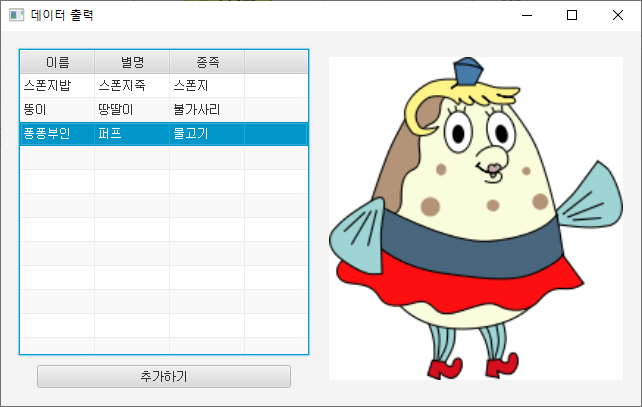 데이터 출력
이름 별명 종족
스폰지밥 스폰지죽 스폰지
뚱이 땅딸이 불가사리
퐁퐁부인 퍼프 물고기
추가하기